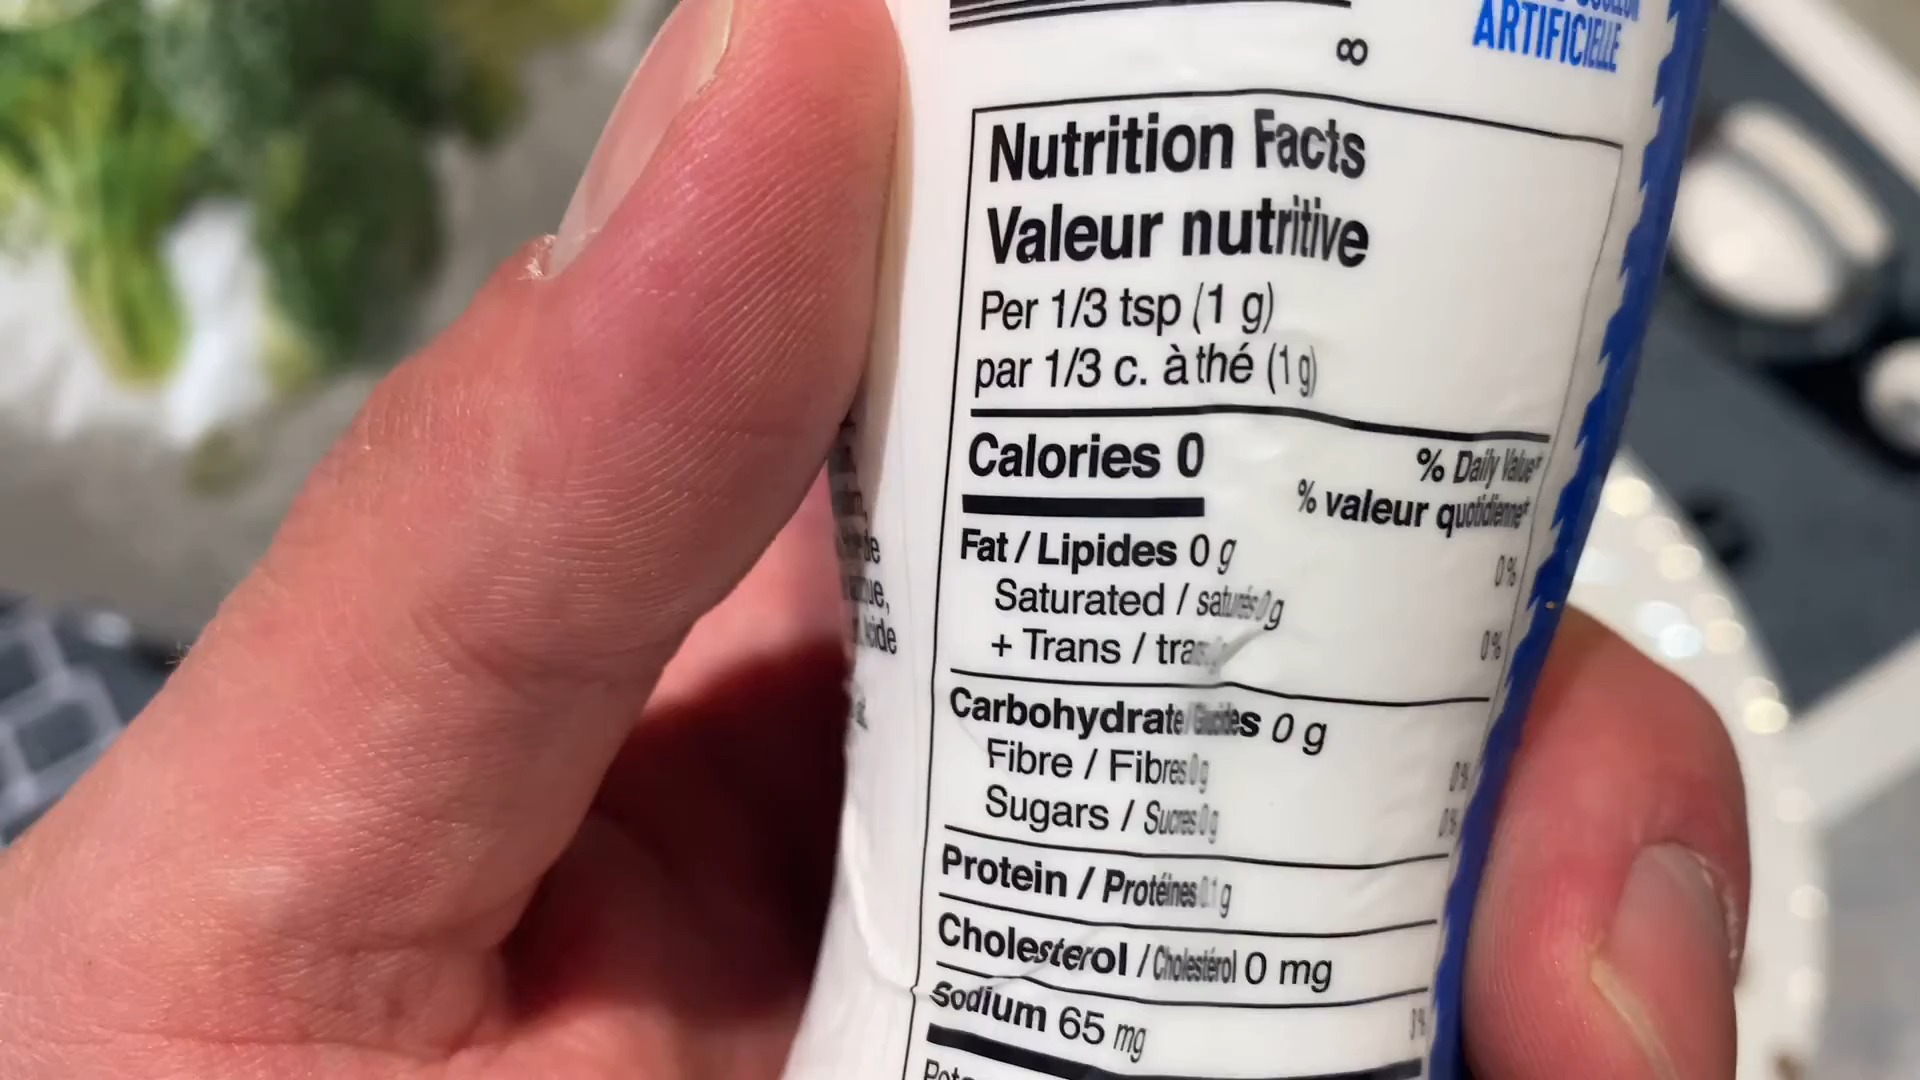 ARTIFICIELLE
8
Nutrition Facts
Valeur nutritive
Per 1/3 tsp (1 g)
par 1/3 c. à thé (1 g)
Calories 0
% Daily Value*
% valeur quotidienne*
Fat / Lipides 0 g 0 %
Saturated / saturés 0 g
+ Trans / 0 %
Carbohydrate / Glucides 0 g
Fibre / Fibres 0 g 0 %
Sugars / Sucres 0 g 0 %
Protein / Protéines 0.1 g
Cholesterol / Cholestérol 0 mg
Sodium 65 mg